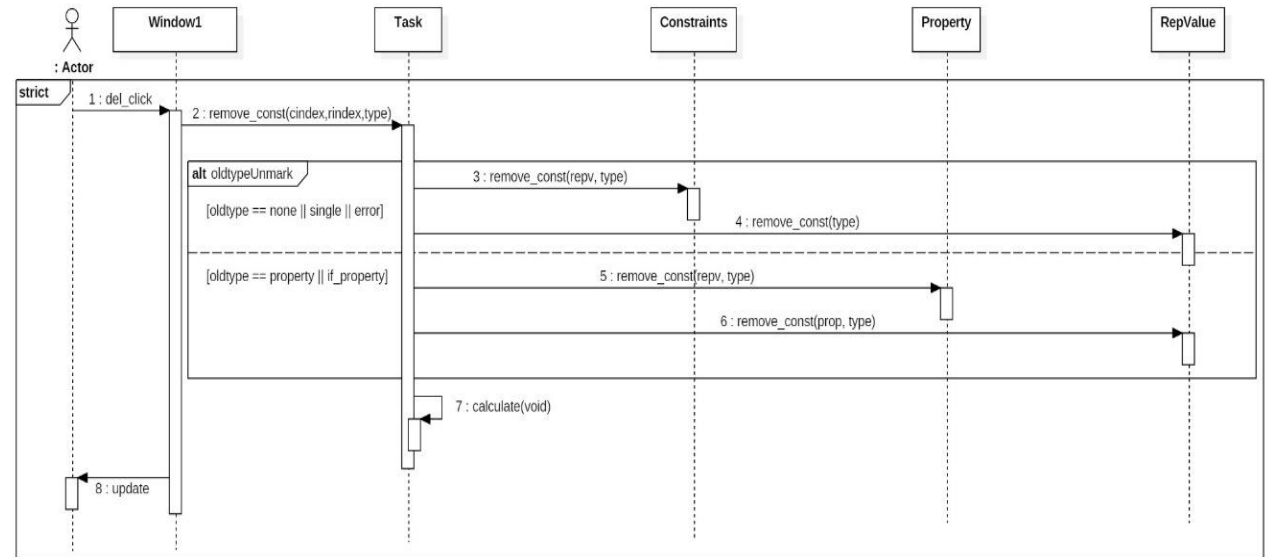 Window1
Task
Constraints
Property
RepValue
: Actor
strict
1 : del_click
2 : remove_const(cindex,rindex,type)
alt oldtypeUnmark
3 : remove_const(repv, type)
[oldtype == none || single || error]
4 : remove_const(type)
[oldtype == property || if_property]
5 : remove_const(repv, type)
6 : remove_const(prop, type)
7 : calculate(void)
8 : update